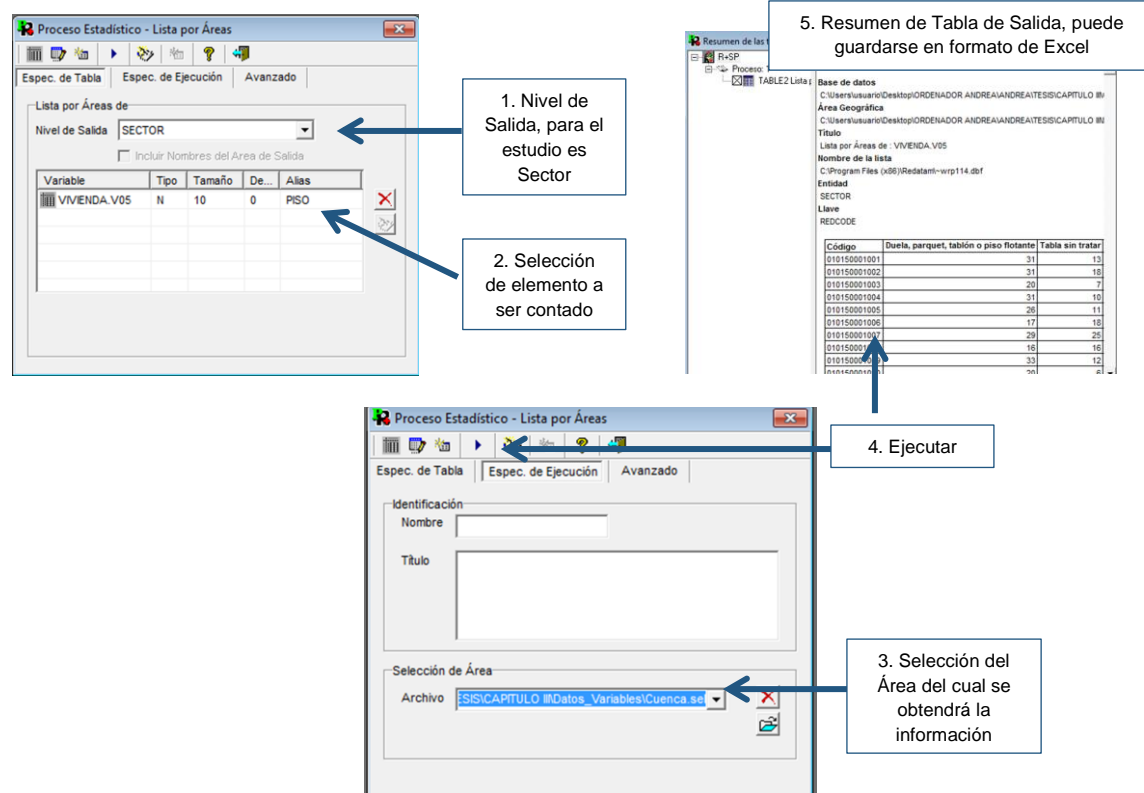 Proceso Estadístico - Lista por Áreas
Espec. de Tabla Espec. de Ejecución Avanzado
Lista por Áreas de
Nivel de Salida SECTOR
Incluir Nombres del Area de Salida
Variable Tipo Tamaño De... Alias
VIVIENDA.V05 N 10 0 PISO
1. Nivel de
Salida, para el
estudio es
Sector
2. Selección
de elemento a
ser contado
5. Resumen de Tabla de Salida, puede
guardarse en formato de Excel
Resumen de las
R+SP
Proceso:
TABLE2 Lista
Base de datos
C:\Users\usuario\Desktop\ORDENADOR ANDREA\ANDREA\TESIS\CAPITULO
Área Geográfica
C:\Users\usuario\Desktop\ORDENADOR ANDREA\ANDREA\TESIS\CAPITULO
Título
Lista por Áreas de : VIVIENDA.V05
Nombre de la lista
C:\Program Files (x86)\Redatam\~wrp114.dbf
Entidad
SECTOR
Llave
REDCODE
Código Duela, parquet, tablón o piso flotante Tabla sin tratar
010150001001 31 13
010150001002 31 18
010150001003 20 7
010150001004 31 10
010150001005 26 11
010150001006 17 18
010150001007 29 25
16 16
33 12
4. Ejecutar
Proceso Estadístico - Lista por Áreas
Espec. de Tabla Espec. de Ejecución Avanzado
Identificación
Nombre
Título
Selección de Área
Archivo ESIS\CAPITULO III\Datos_Variables\Cuenca.sel
3. Selección del
Área del cual se
obtendrá la
información